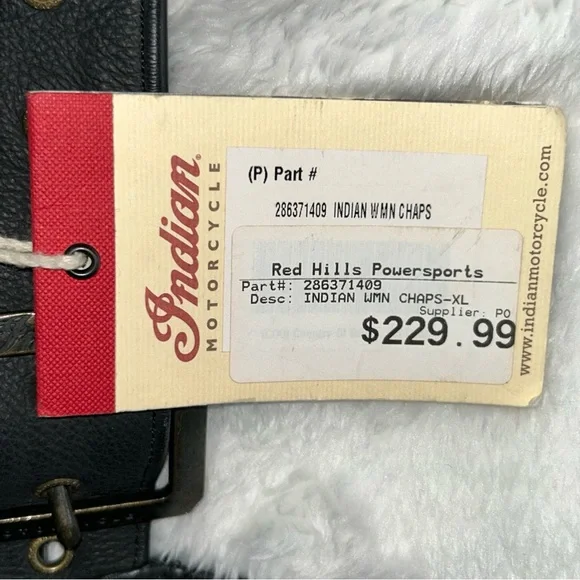 Indian
MOTORCYCLE
(P) Part #
286371409 INDIAN WMN CHAPS
Red Hills Powersports
Part#: 286371409
Desc: INDIAN WMN CHAPS-XL
Supplier: PO
$229.99
www.indianmotorcycle.com